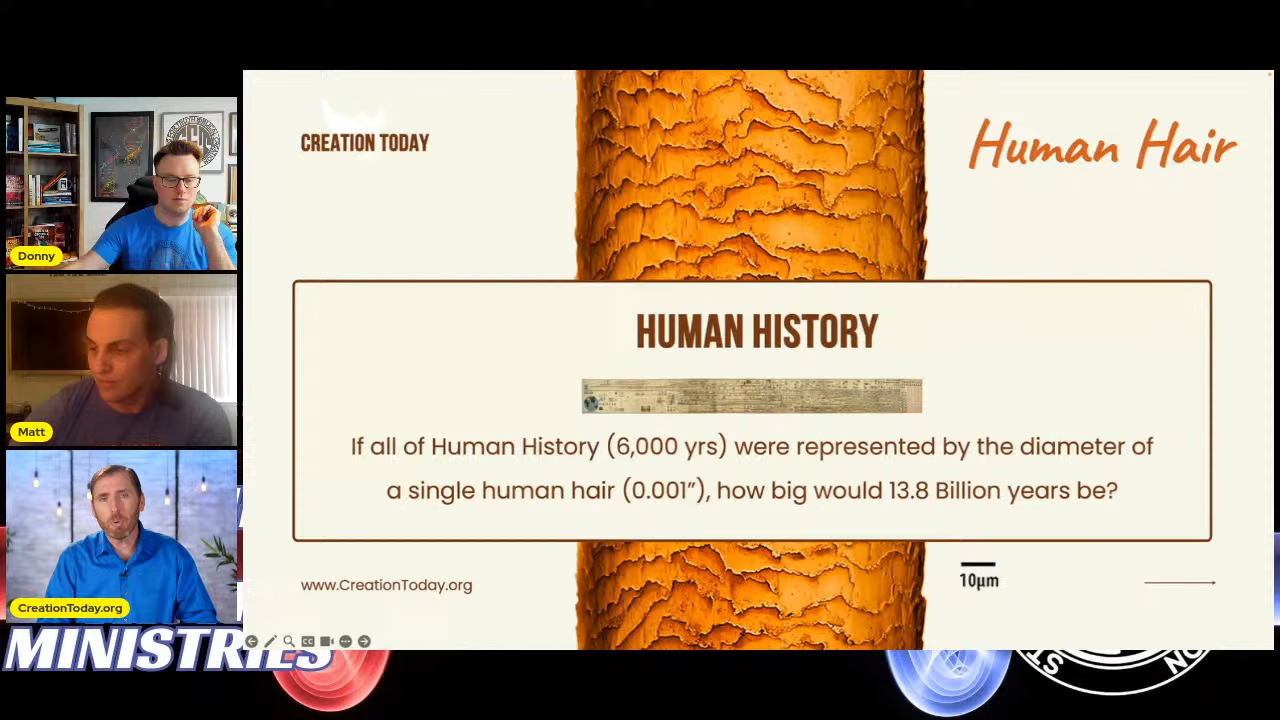 CREATION TODAY
Human Hair
Donny
HUMAN HISTORY
If all of Human History (6,000 yrs) were represented by the diameter of
a single human hair (0.001”), how big would 13.8 Billion years be?
Matt
www.CreationToday.org
10μm
CreationToday.org
MINISTRIES